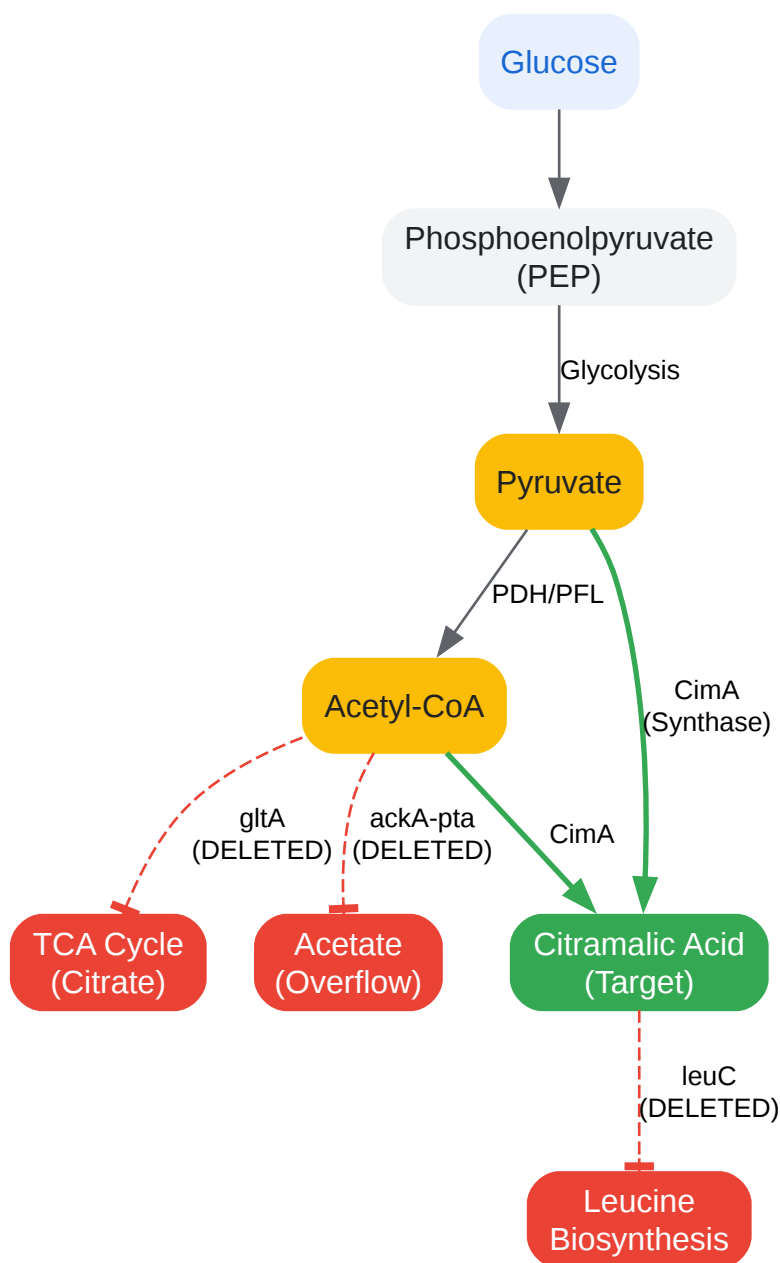 Glucose
Phosphoenolpyruvate
(PEP)
Glycolysis
Pyruvate
PDH/PFL
Acetyl-CoA
CimA
(Synthase)
gltA
(DELETED)
ackA-pta
(DELETED)
CimA
TCA Cycle
(Citrate)
Acetate
(Overflow)
Citramalic Acid
(Target)
leuC
(DELETED)
Leucine
Biosynthesis